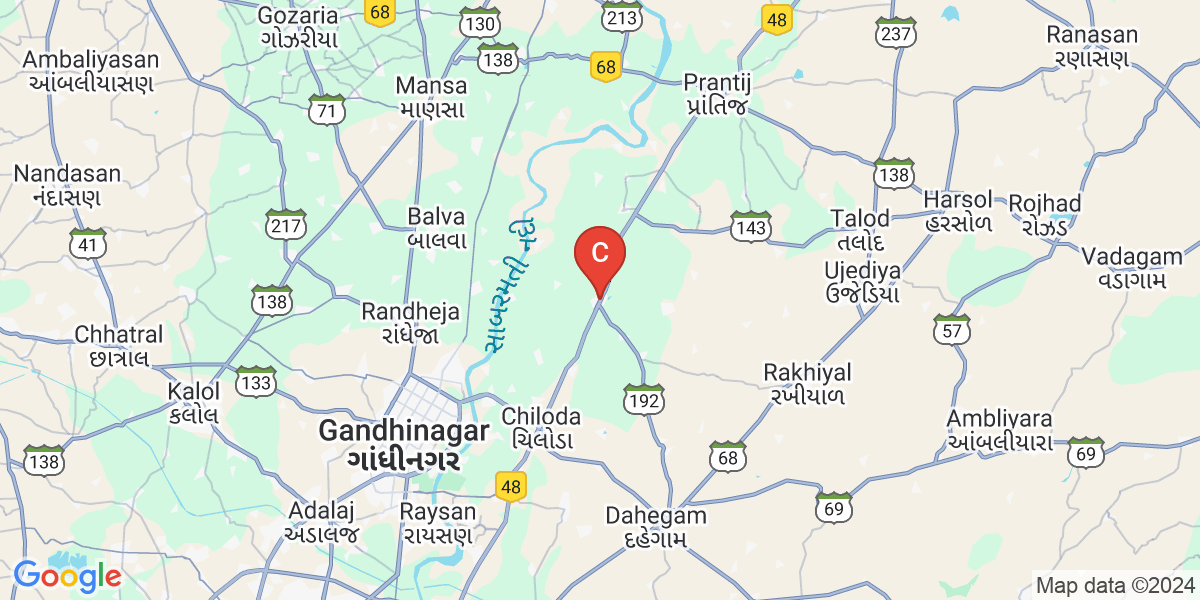 Gozaria
ગોઝરીયા
68
130
213
48
237
Ranasan
રણાસણ
Ambaliyasan
આંબલીયાસણ
138
68
Mansa
માણસા
Prantij
પ્રાંતિજ
71
Nandasan
નંદાસણ
138
Harsol
હરસોળ
Rojhad
રોઝડ
217
Balva
બાલવા
143
Talod
તલોદ
41
C
Vadagam
વડાગામ
Ujediya
ઉજેડિયા
138
સાબરમતી નદી
Randheja
રાંધેજા
57
Chhatral
છાત્રાલ
133
Kalol
કલોલ
192
Rakhiyal
રખીયાળ
Chiloda
ચિલોડા
Ambliyara
આંબલીયારા
Gandhinagar
ગાંધીનગર
138
68
69
48
69
Adalaj
અડાલજ
Raysan
રાયસણ
Dahegam
દહેગામ
Google
Map data ©2024